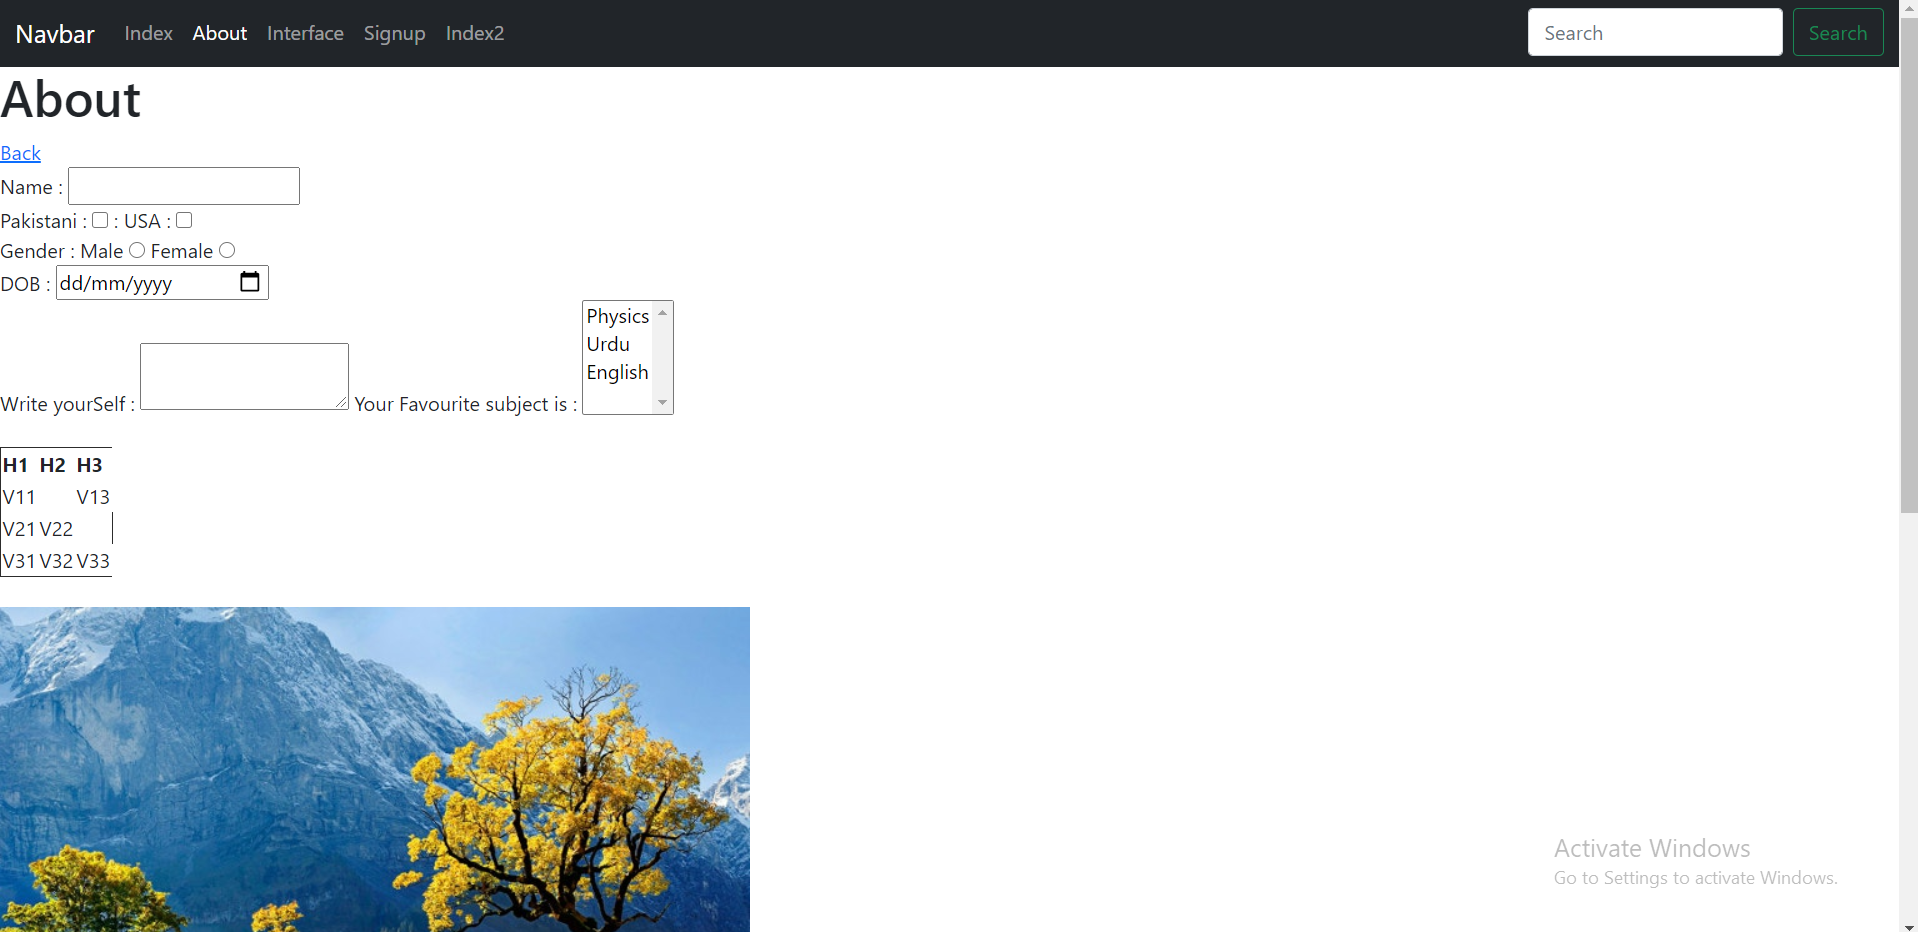 Navbar Index About Interface Signup Index2 Search Search
About
Back
Name :
Pakistani : : USA :
Gender : Male Female
DOB : dd/mm/yyyy
Physics
Urdu
English
Write yourSelf : Your Favourite subject is :
H1 H2 H3
V11 V13
V21 V22
V31 V32 V33
Activate Windows
Go to Settings to activate Windows.